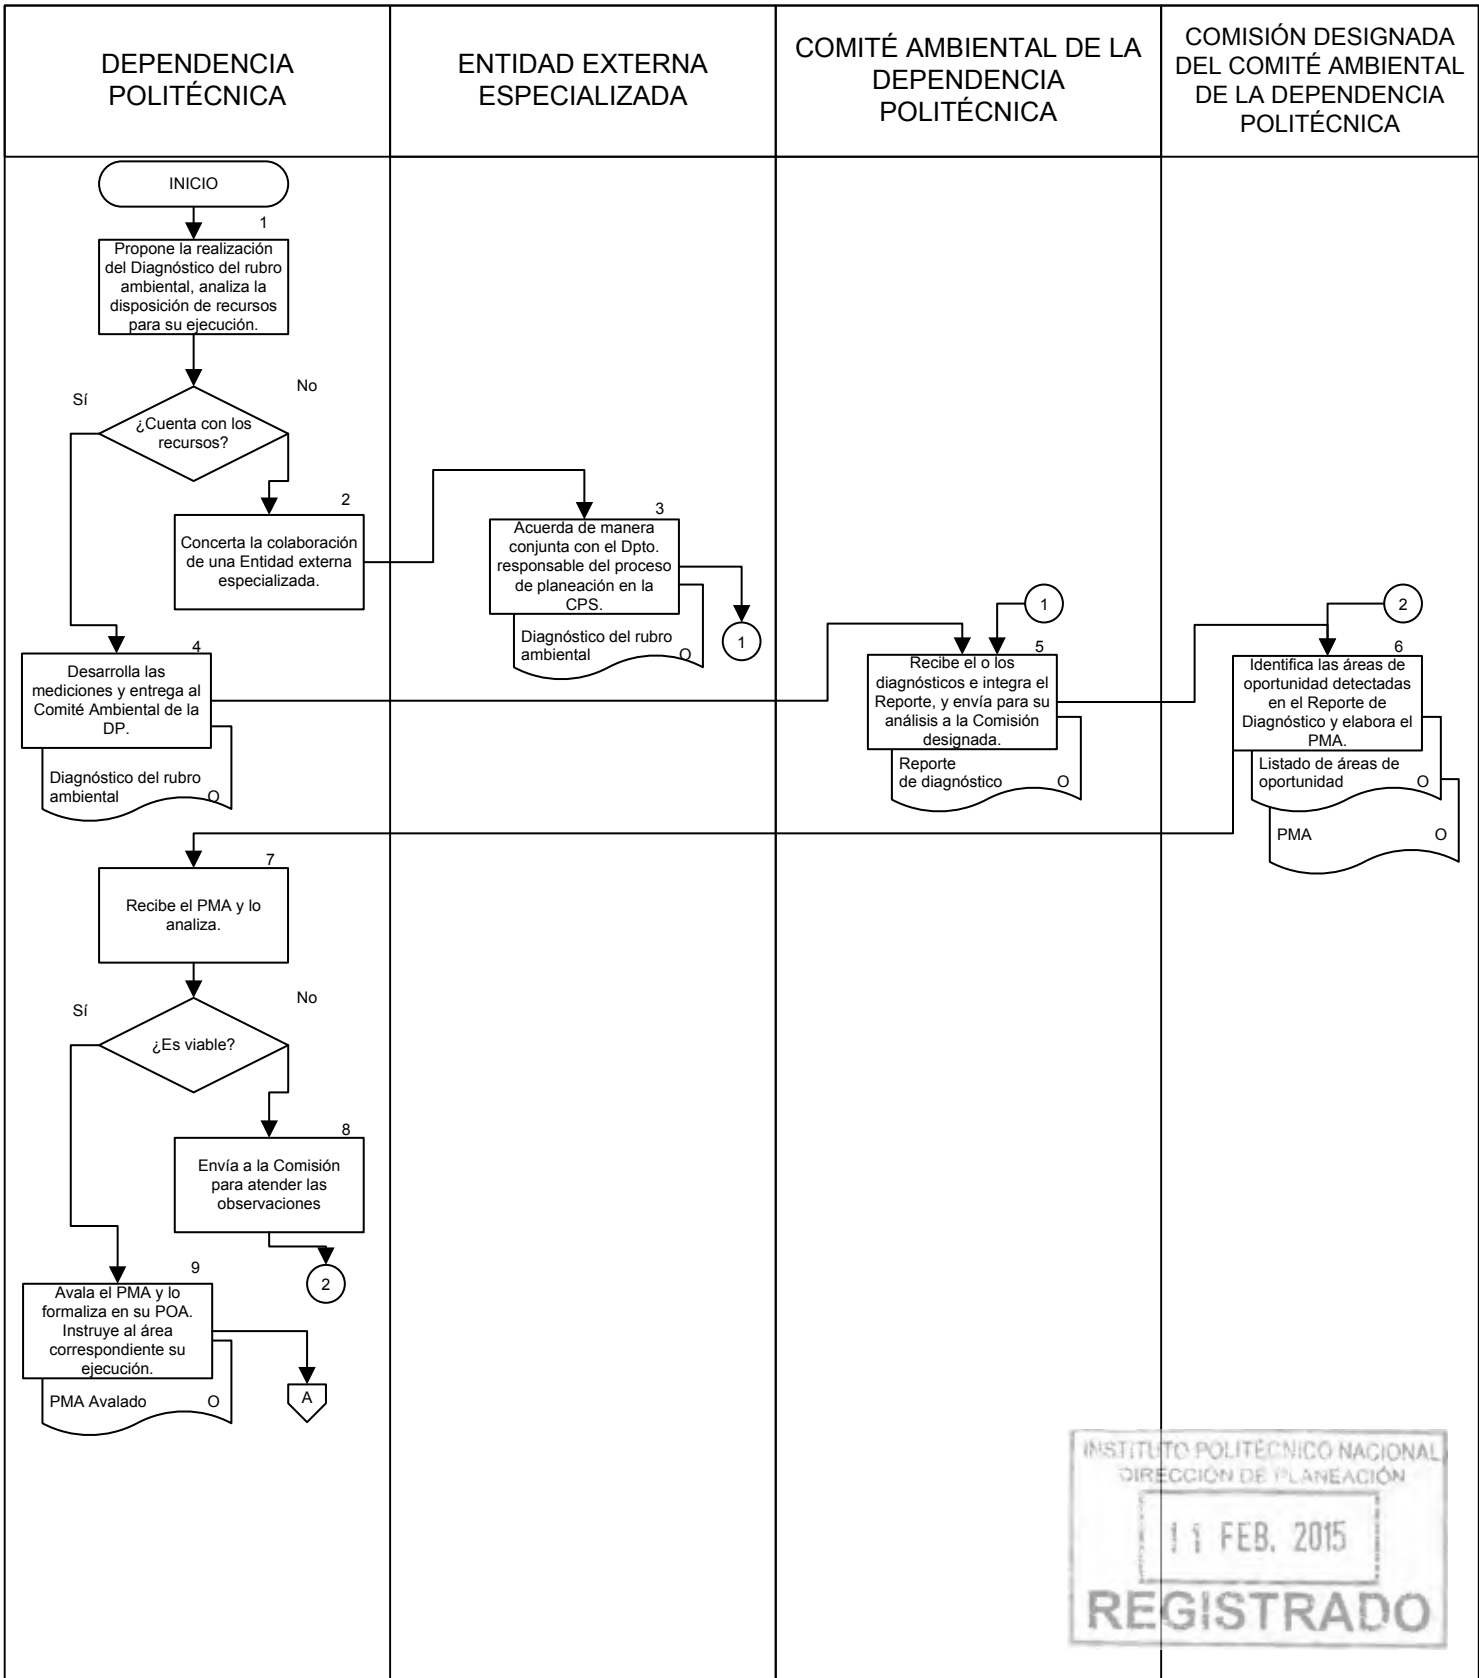 DEPENDENCIA
POLITÉCNICA
ENTIDAD EXTERNA
ESPECIALIZADA
COMITÉ AMBIENTAL DE LA
DEPENDENCIA
POLITÉCNICA
COMISIÓN DESIGNADA
DEL COMITÉ AMBIENTAL
DE LA DEPENDENCIA
POLITÉCNICA
INICIO
1
Propone la realización
del Diagnóstico del rubro
ambiental, analiza la
disposición de recursos
para su ejecución.
Sí
No
¿Cuenta con los
recursos?
2
Concerta la colaboración
de una Entidad externa
especializada.
3
Acuerda de manera
conjunta con el Dpto.
responsable del proceso
de planeación en la
CPS.
Diagnóstico del rubro
ambiental O
1
4
Desarrolla las
mediciones y entrega al
Comité Ambiental de la
DP.
Diagnóstico del rubro
ambiental O
1
5
Recibe el o los
diagnósticos e integra el
Reporte, y envía para su
análisis a la Comisión
designada.
Reporte
de diagnóstico O
2
6
Identifica las áreas de
oportunidad detectadas
en el Reporte de
Diagnóstico y elabora el
PMA.
Listado de áreas de
oportunidad O
PMA O
7
Recibe el PMA y lo
analiza.
Sí
No
¿Es viable?
8
Envía a la Comisión
para atender las
observaciones
2
9
Avala el PMA y lo
formaliza en su POA.
Instruye al área
correspondiente su
ejecución.
PMA Avalado O
A
INSTITUTO POLITÉCNICO NACIONAL
DIRECCIÓN DE PLANEACIÓN
11 FEB. 2015
REGISTRADO